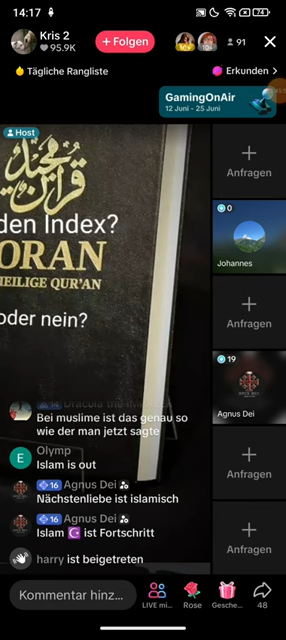 14:17
74
Kris 2
95.9K
+ Folgen
91
Tägliche Rangliste
Erkunden >
GamingOnAir
12 Juni - 25 Juni
Host
قرآن مجيد
den Index?
ORAN
HEILIGE QUR'AN
oder nein?
Anfragen
0
Johannes
Anfragen
19
Agnus Dei
Anfragen
Anfragen
Bei muslime ist das genau so
wie der man jetzt sagte
E
Olymp
Islam is out
16 Agnus Dei
Nächstenliebe ist islamisch
16 Agnus Dei
Islam ☪️ ist Fortschritt
harry ist beigetreten
Kommentar hinz...
LIVE mi...
Rose
Gesche...
48